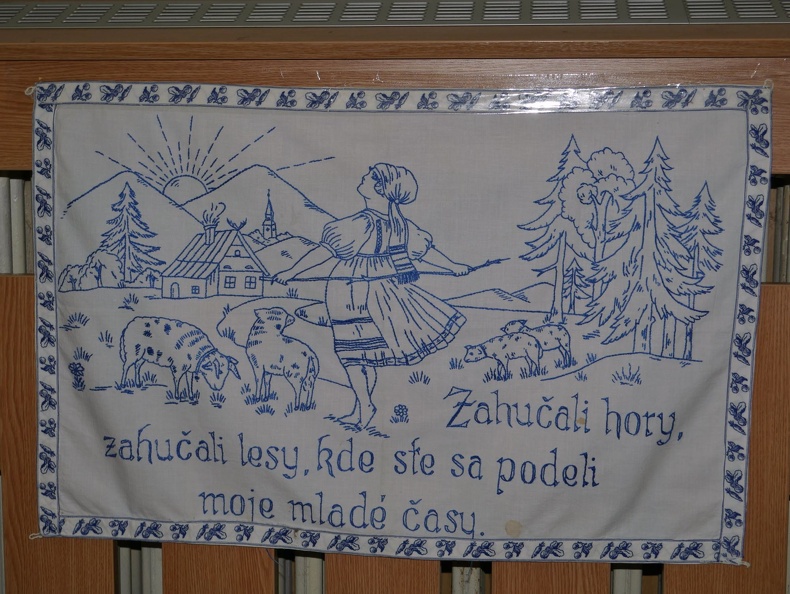 Zahučali hory,
zahučali lesy, kde ste sa podeli
moje mladé časy.